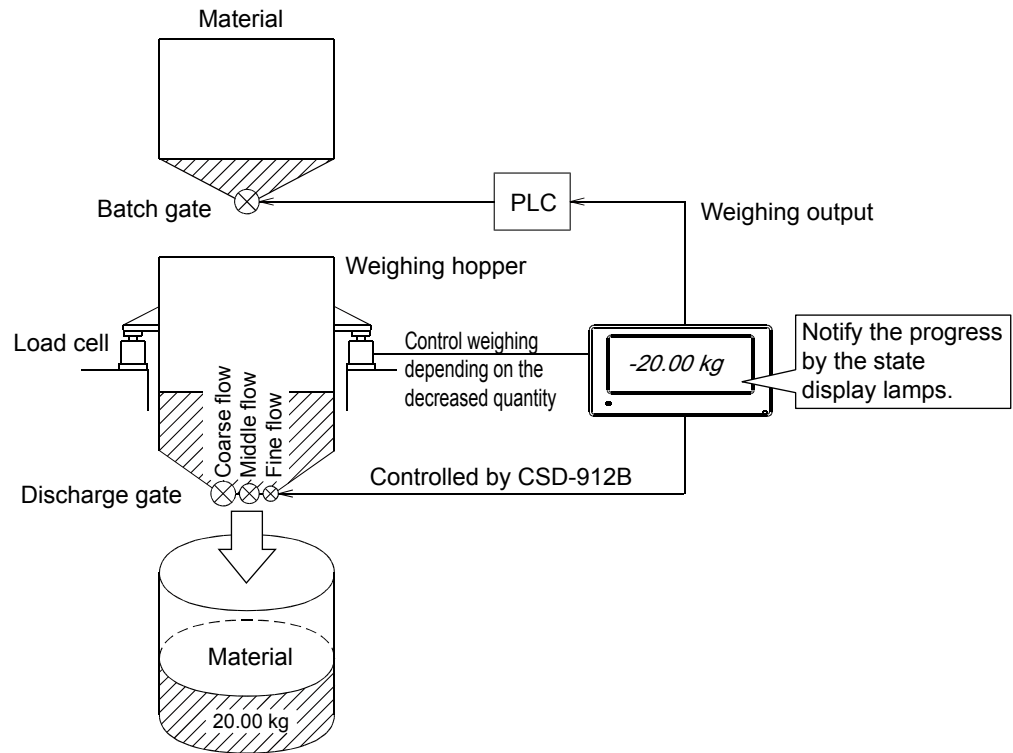 Material
Batch gate
PLC
Weighing output
Weighing hopper
Load cell
Control weighing
depending on the
decreased quantity
-20.00 kg
Notify the progress
by the state
display lamps.
Coarse flow
Middle flow
Fine flow
Discharge gate
Controlled by CSD-912B
Material
20.00 kg